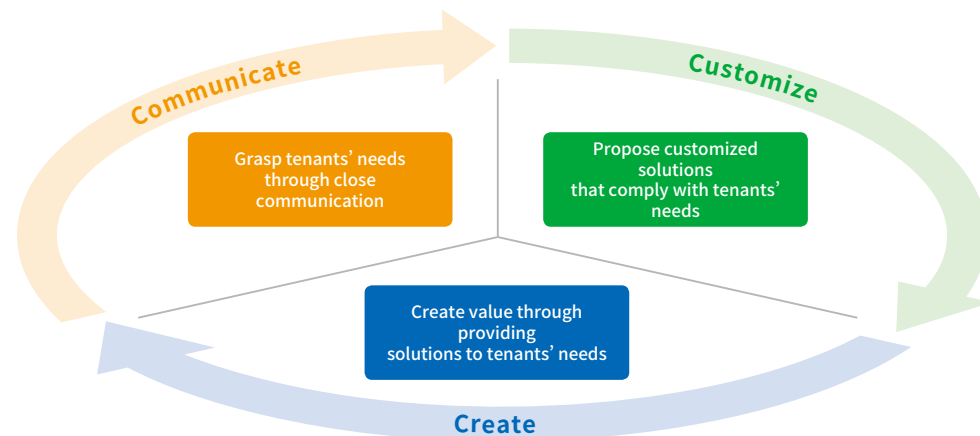 Communicate
Customize
Grasp tenants’ needs
through close
communication
Propose customized
solutions
that comply with tenants’
needs
Create value through
providing
solutions to tenants’ needs
Create